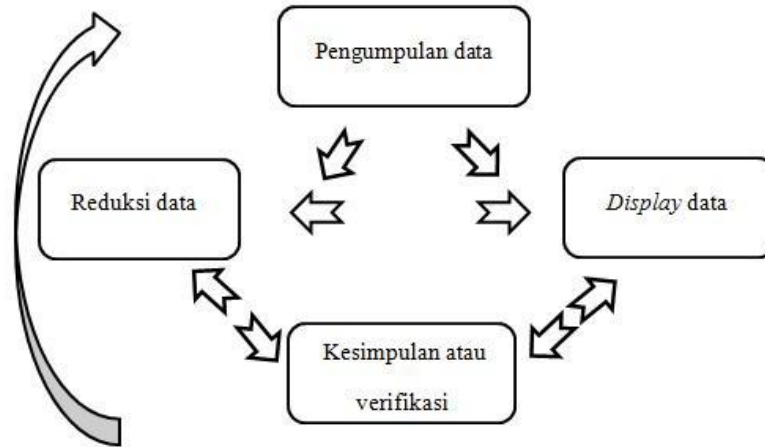 Pengumpulan data
Reduksi data
Display data
Kesimpulan atau
verifikasi